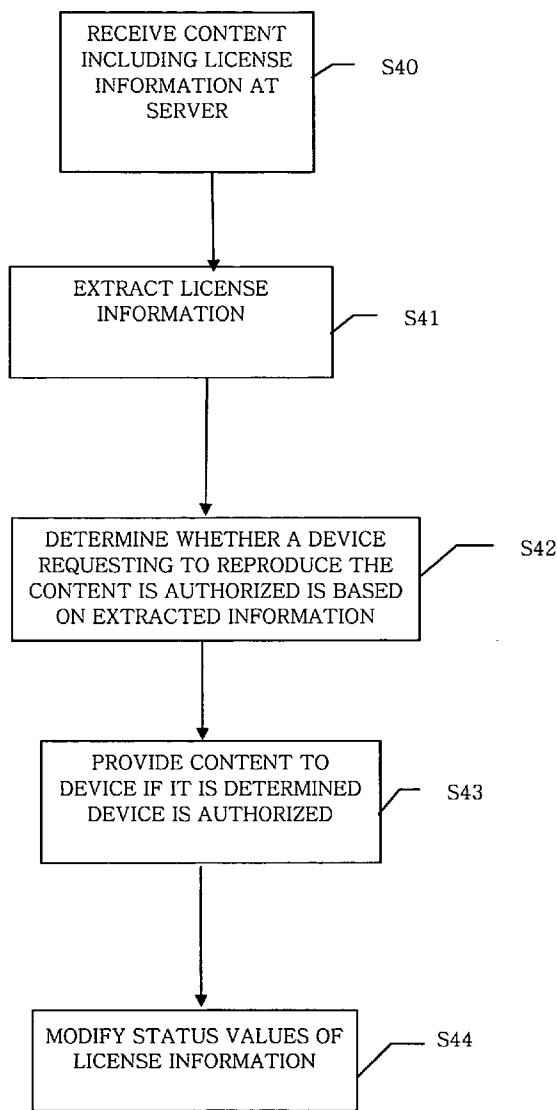 RECEIVE CONTENT
INCLUDING LICENSE
INFORMATION AT
SERVER
S40
EXTRACT LICENSE
INFORMATION
S41
DETERMINE WHETHER A DEVICE
REQUESTING TO REPRODUCE THE
CONTENT IS AUTHORIZED IS BASED
ON EXTRACTED INFORMATION
S42
PROVIDE CONTENT TO
DEVICE IF IT IS DETERMINED
DEVICE IS AUTHORIZED
S43
MODIFY STATUS VALUES OF
LICENSE INFORMATION
S44